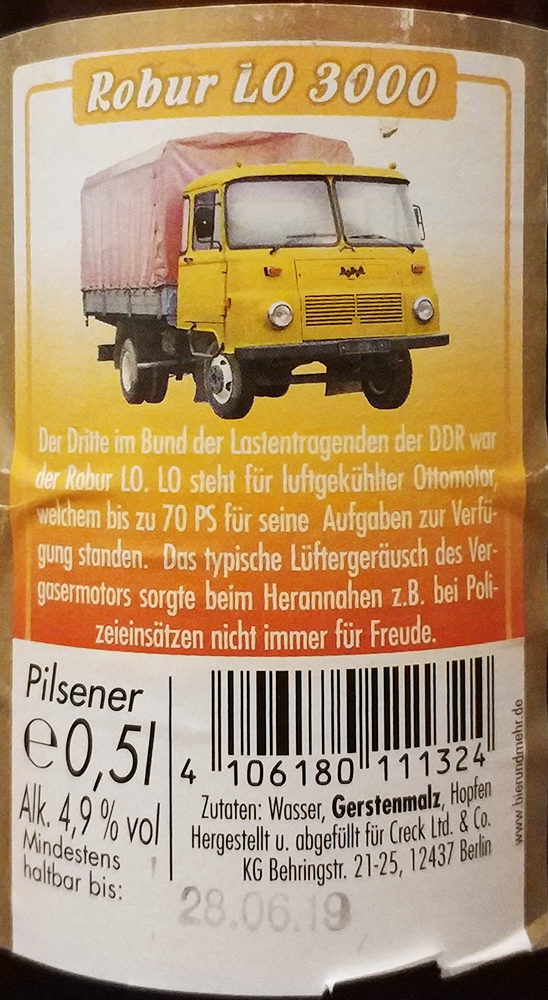 Robur LO 3000
Der Dritte im Bund der Lastentragenden der DDR war
der Robur LO. LO steht für luftgekühlter Ottomotor,
welchem bis zu 70 PS für seine Aufgaben zur Verfü-
gung standen. Das typische Lüftergeräusch des Ver-
gasermotors sorgte beim Herannahen z.B. bei Poli-
zeieinsätzen nicht immer für Freude.
Pilsener
e0,5l
Alk. 4,9 % vol
Mindestens
haltbar bis:
28.06.19
4 106180 111324
Zutaten: Wasser, Gerstenmalz, Hopfen
Hergestellt u. abgefüllt für Creck Ltd. & Co.
KG Behringstr. 21-25, 12437 Berlin
www.bierundmehr.de